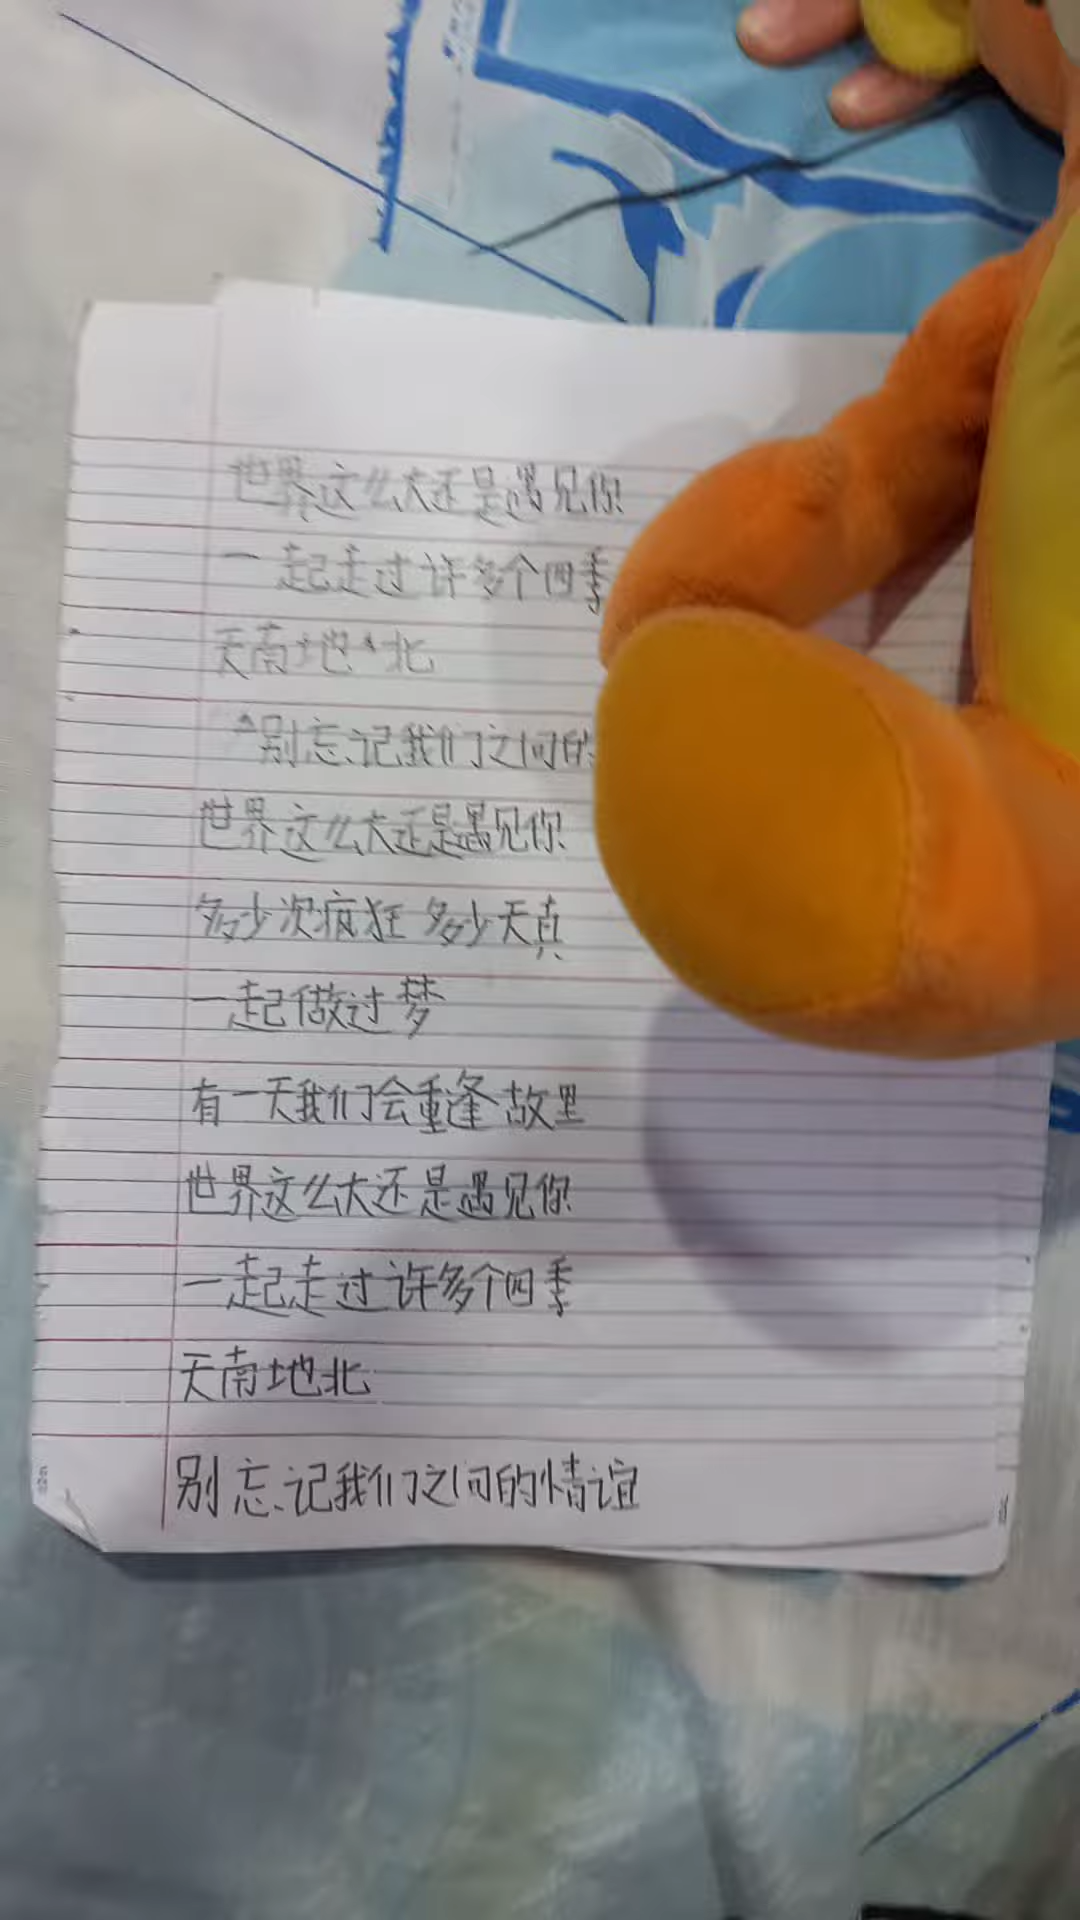 世界这么大还是遇见你
一起走过许多个四季
天南地北
别忘记我们之间的
世界这么大还是遇见你
多少次疯狂 多少天真
一起做过梦
有一天我们会重逢故里
世界这么大还是遇见你
一起走过许多个四季
天南地北
别忘记我们之间的情谊